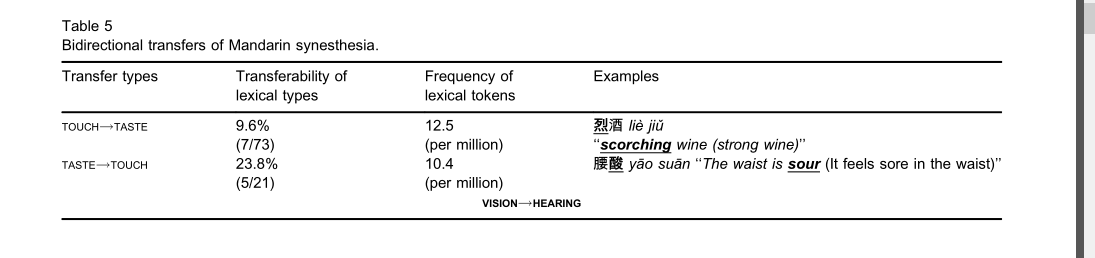 Table 5
Bidirectional transfers of Mandarin synesthesia.
Transfer types Transferability of lexical types Frequency of lexical tokens Examples
TOUCH→TASTE 9.6% 12.5 烈酒 liè jiǔ
(7/73) (per million) “scorching wine (strong wine)”
TASTE→TOUCH 23.8% 10.4 腰酸 yāo suān “The waist is sour (It feels sore in the waist)”
(5/21) (per million)
VISION→HEARING